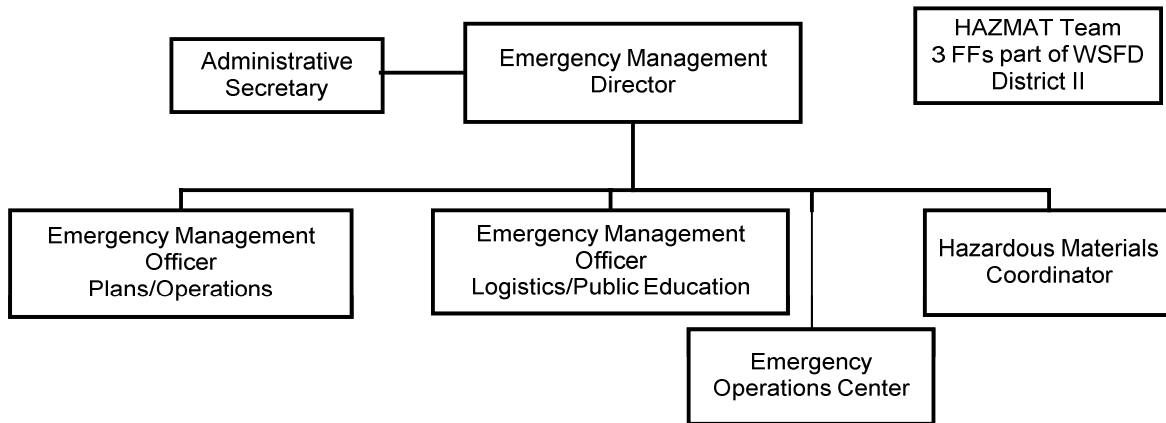 Administrative
Secretary
Emergency Management
Director
HAZMAT Team
3 FFs part of WSFD
District II
Emergency Management
Officer
Plans/Operations
Emergency Management
Officer
Logistics/Public Education
Hazardous Materials
Coordinator
Emergency
Operations Center